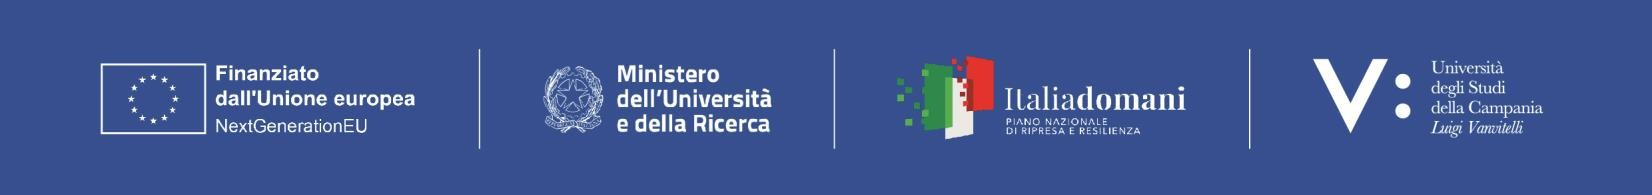 Finanziato
dall'Unione europea
NextGenerationEU
Ministero
dell'Università
e della Ricerca
Italiadomani
PIANO NAZIONALE
DI RIPRESA E RESILIENZA
V:
Università
degli Studi
della Campania
Luigi Vanvitelli